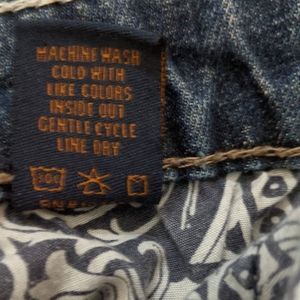 MACHINE WASH
COLD WITH
LIKE COLORS
INSIDE OUT
GENTLE CYCLE
LINE DRY